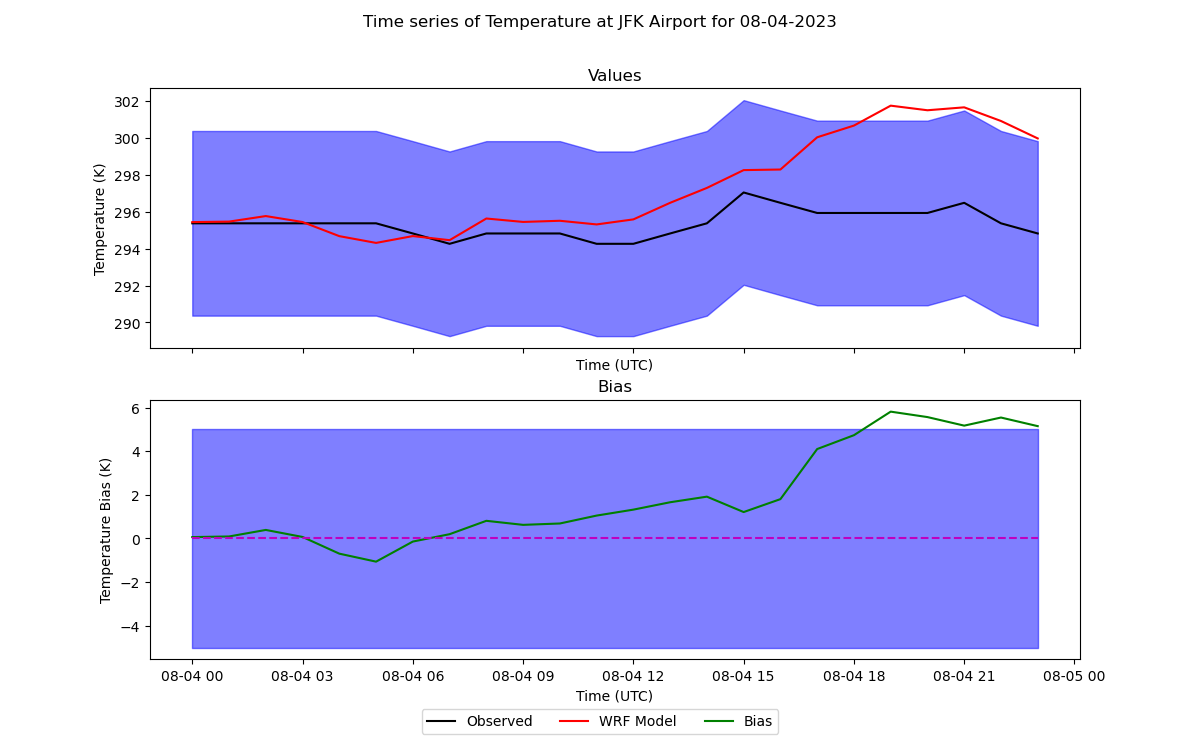 Time series of Temperature at JFK Airport for 08-04-2023
Values
Temperature (K)
302
300
298
296
294
292
290
Time (UTC)
Bias
Temperature Bias (K)
6
4
2
0
−2
−4
08-04 00 08-04 03 08-04 06 08-04 09 08-04 12 08-04 15 08-04 18 08-04 21 08-05 00
Time (UTC)
Observed WRF Model Bias